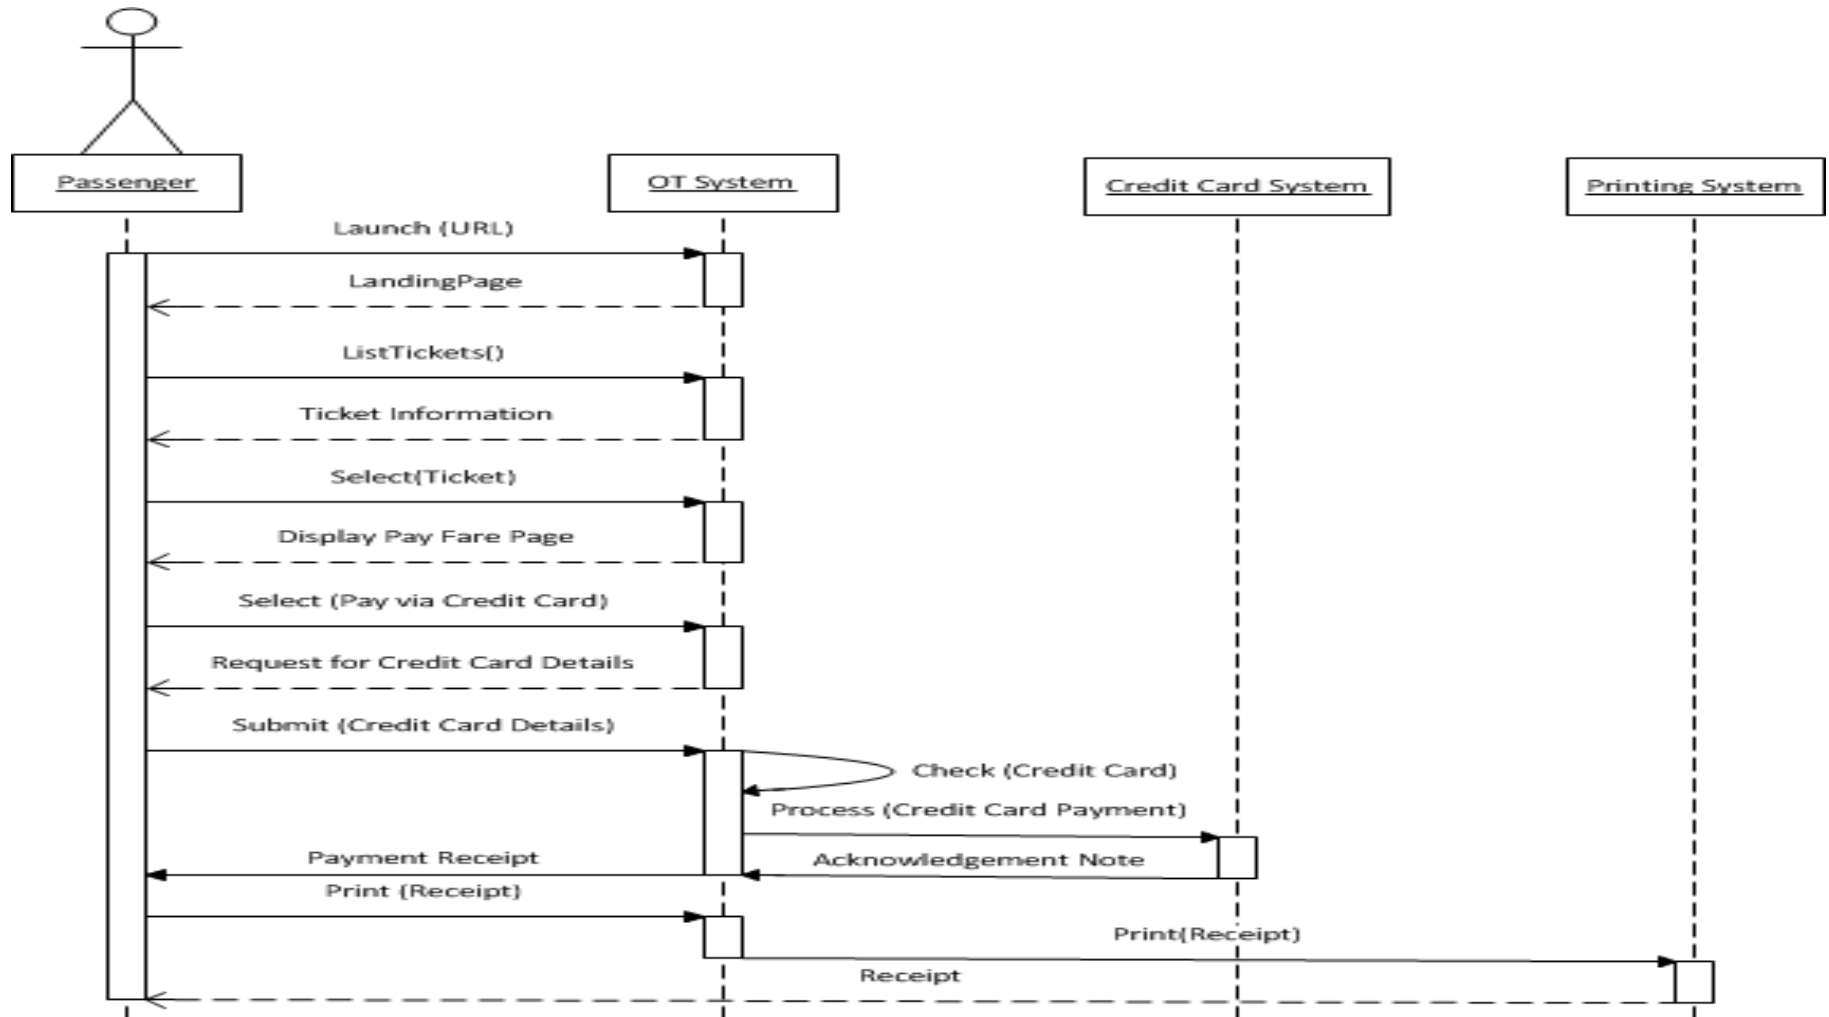 Passenger
OT System
Credit Card System
Printing System
Launch (URL)
LandingPage
ListTickets()
Ticket Information
Select(Ticket)
Display Pay Fare Page
Select (Pay via Credit Card)
Request for Credit Card Details
Submit (Credit Card Details)
Check (Credit Card)
Process (Credit Card Payment)
Payment Receipt
Acknowledgement Note
Print (Receipt)
Print(Receipt)
Receipt